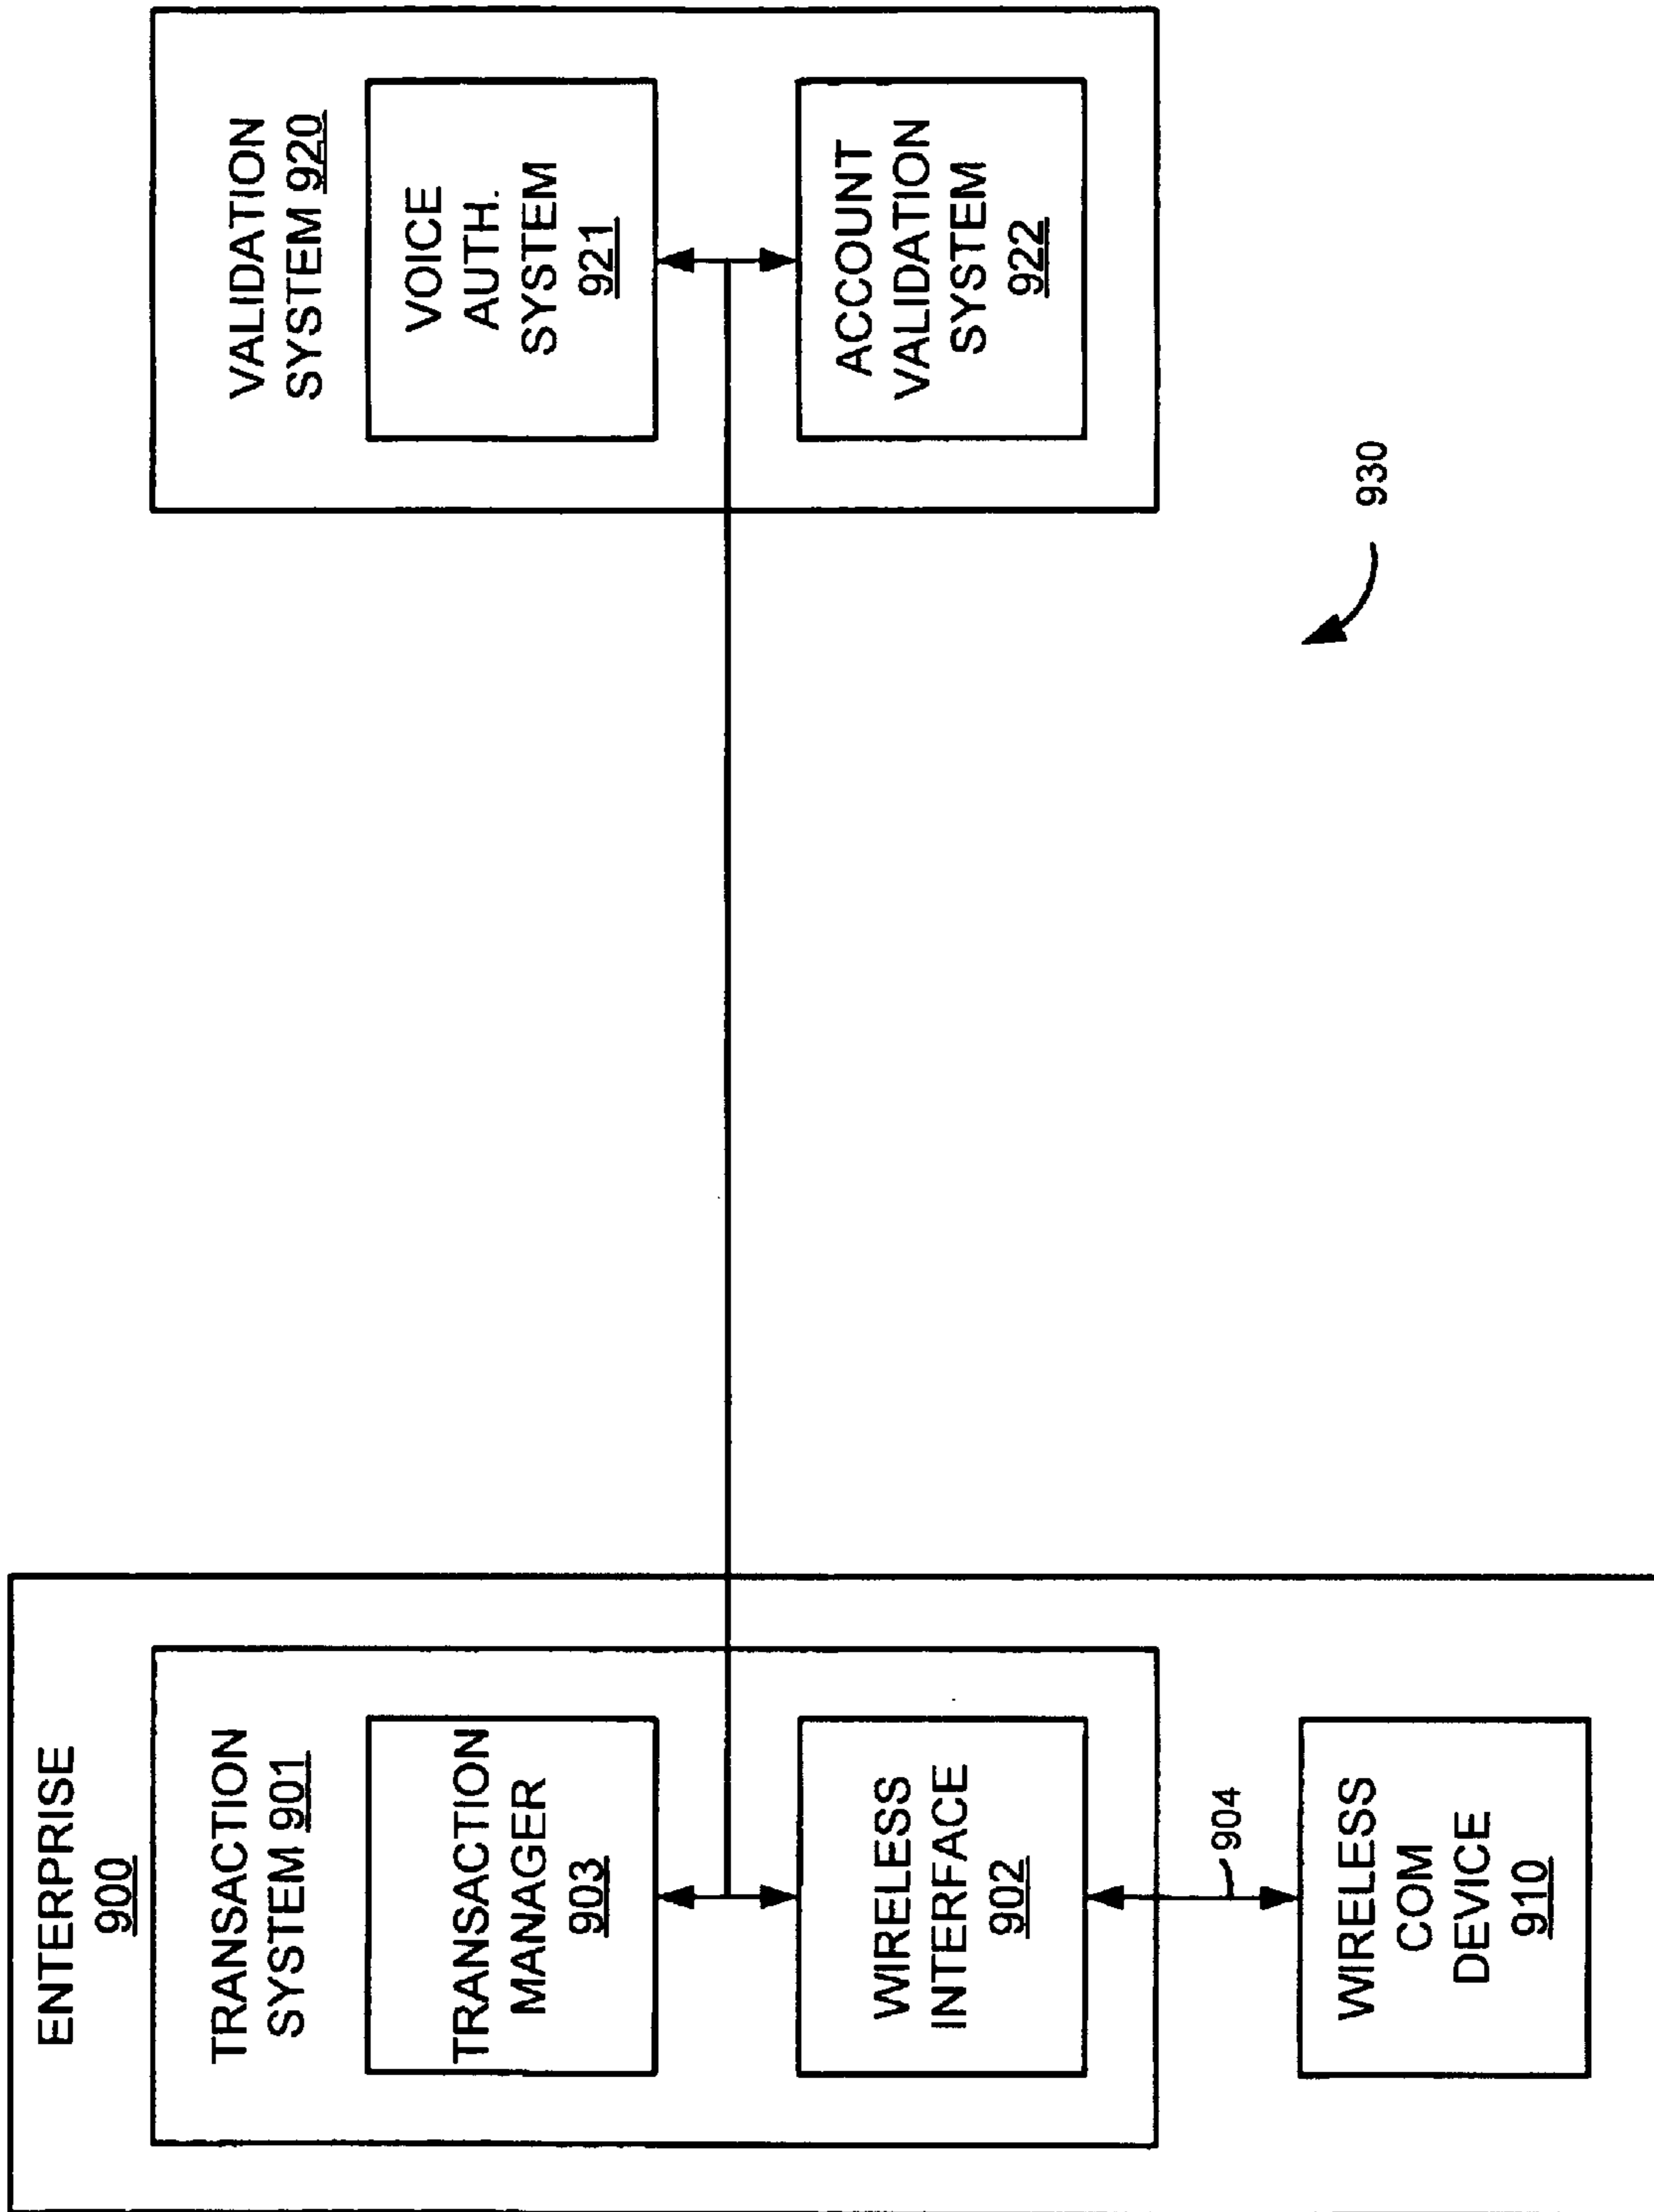 ENTERPRISE
900
TRANSACTION
SYSTEM 901
TRANSACTION
MANAGER
903
WIRELESS
INTERFACE
902
904
WIRELESS
COM
DEVICE
910
VALIDATION
SYSTEM 920
VOICE
AUTH.
SYSTEM
921
ACCOUNT
VALIDATION
SYSTEM
922
930